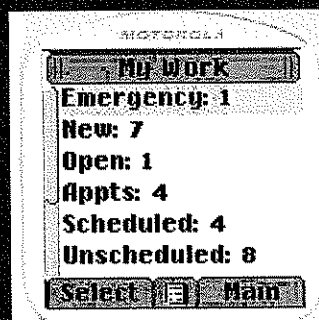 MOTOROLA
My Work
Emergency: 1
New: 7
Open: 1
Appts: 4
Scheduled: 4
Unscheduled: 8
Select Main